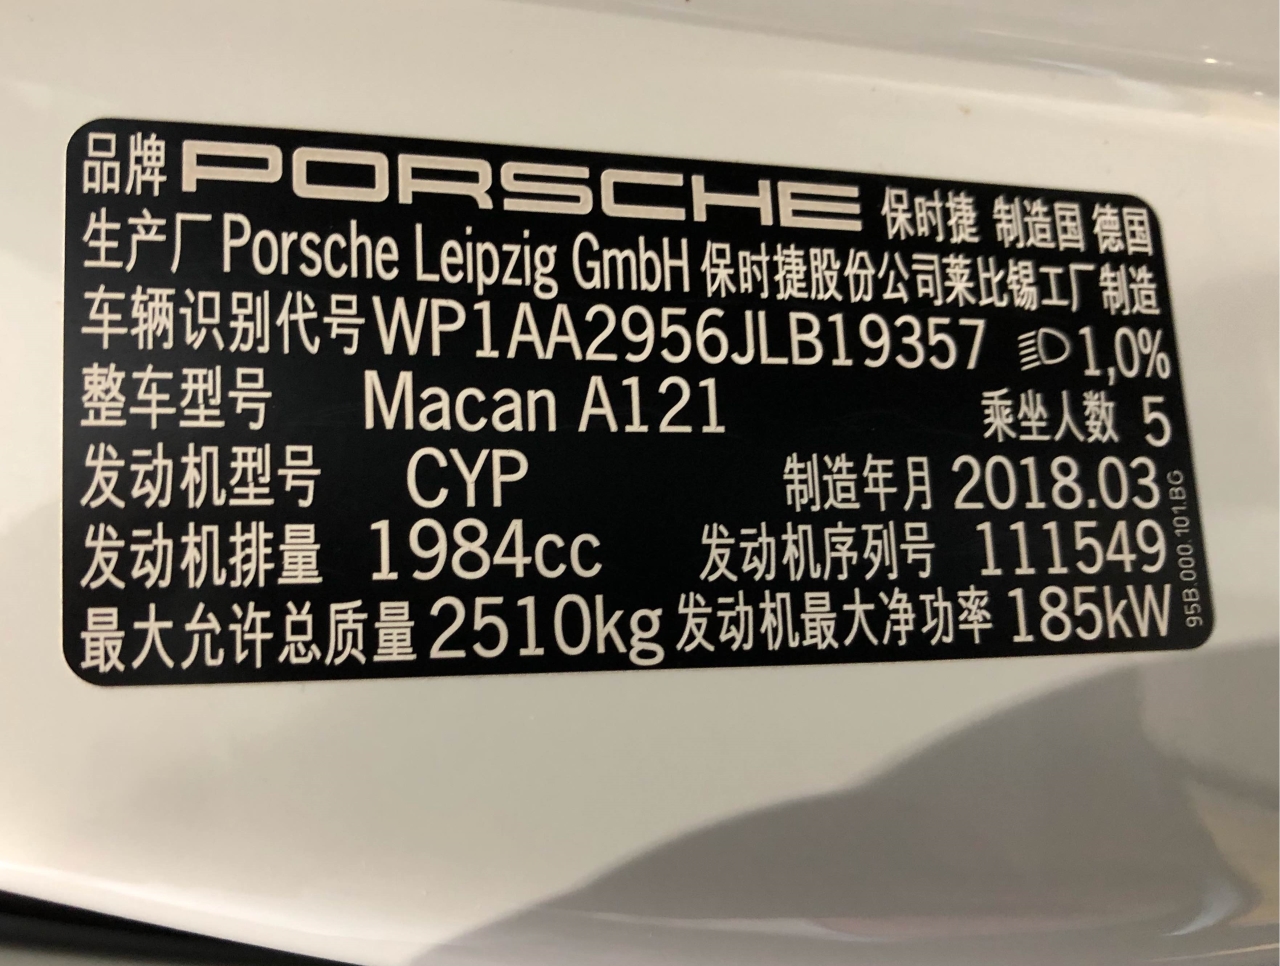 品牌 PORSCHE 保时捷 制造国 德国
生产厂 Porsche Leipzig GmbH 保时捷股份公司莱比锡工厂制造
车辆识别代号 WP1AA2956JLB19357 1,0%
整车型号 Macan A121 乘坐人数 5
发动机型号 CYP 制造年月 2018.03
发动机排量 1984cc 发动机序列号 111549
最大允许总质量 2510kg 发动机最大净功率 185kW
95B.000.101.BG